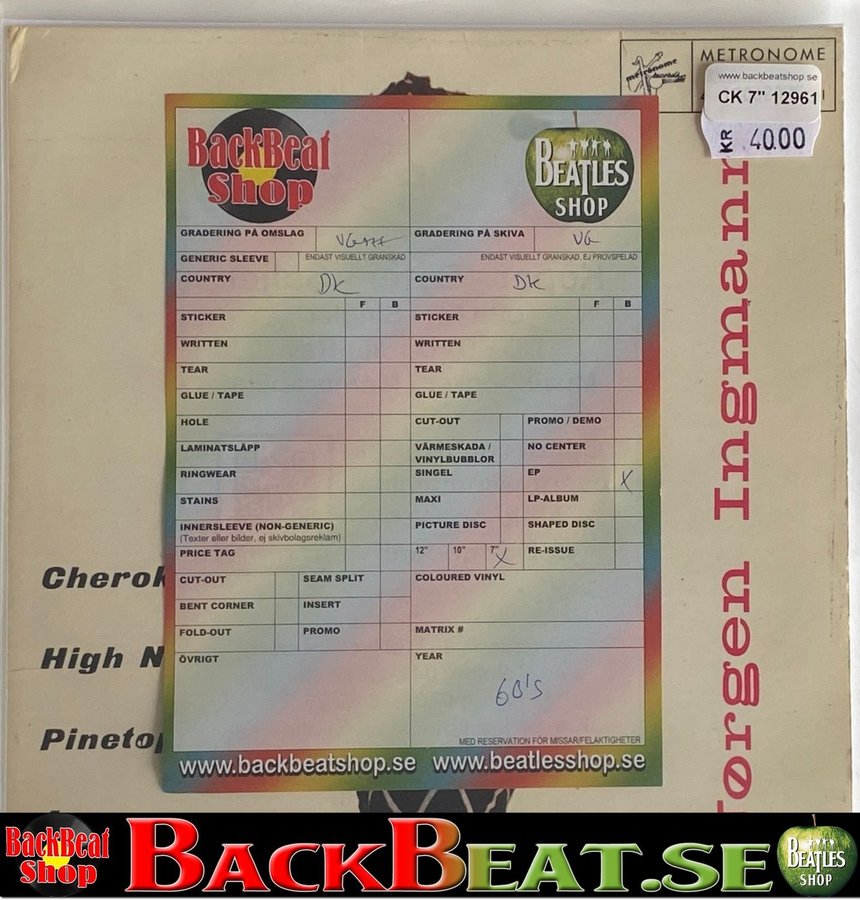 METRONOME
metronome
records
www.backbeatshop.se
CK 7" 12961
KR 40.00
BackBeat
Shop
BEATLES
SHOP
GRADERING PÅ OMSLAG
GRADERING PÅ SKIVA VG
GENERIC SLEEVE
ENDAST VISUELLT GRANSKAD
ENDAST VISUELLT GRANSKAD, EJ PROVSPELAD
COUNTRY DK
COUNTRY DK
F B
F B
STICKER
STICKER
WRITTEN
WRITTEN
TEAR
TEAR
GLUE / TAPE
GLUE / TAPE
HOLE
CUT-OUT
PROMO / DEMO
LAMINATSLÄPP
VÄRMESKADA /
VINYLBUBBLOR
NO CENTER
RINGWEAR
SINGEL
EP X
STAINS
MAXI
LP-ALBUM
INNERSLEEVE (NON-GENERIC)
(Texter eller bilder, ej skivbolagsreklam)
PICTURE DISC
SHAPED DISC
PRICE TAG
12" 10" 7" X
RE-ISSUE
CUT-OUT
SEAM SPLIT
COLOURED VINYL
BENT CORNER
INSERT
FOLD-OUT
PROMO
MATRIX #
ÖVRIGT
YEAR
60's
MED RESERVATION FÖR MISSAR/FELAKTIGHETER
www.backbeatshop.se www.beatlesshop.se
Cherok
High N
Pinetop
Jørgen Ingmann
BackBeat
Shop
BACKBEAT.SE
BEATLES
SHOP